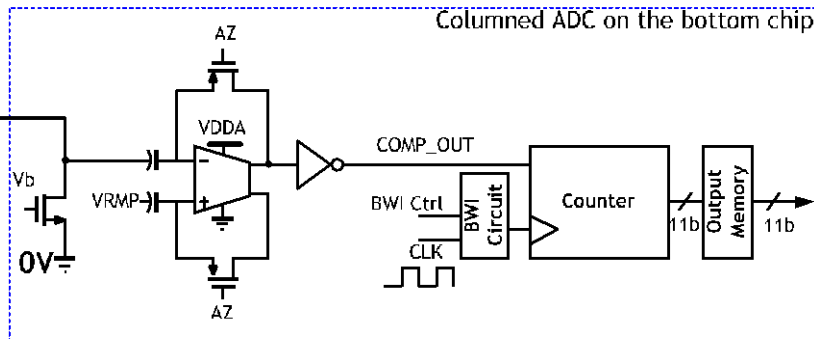 Columned ADC on the bottom chip
AZ
VDDA
COMP_OUT
Vb
VRMP
BWI Ctrl
BWI
Circuit
Counter
Output
Memory
11b
11b
CLK
0V
AZ